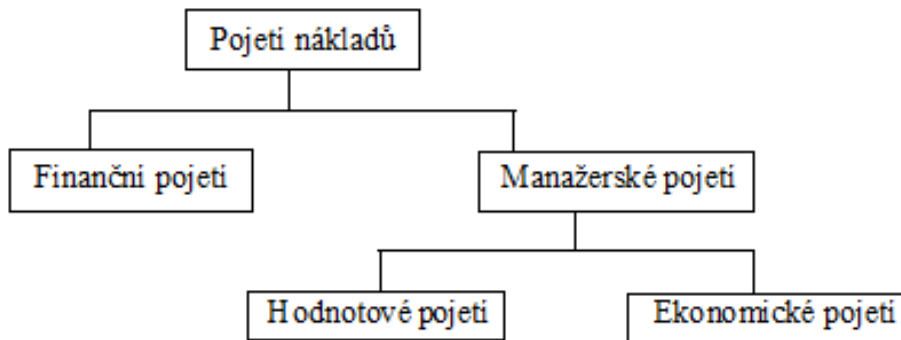 Pojetí nákladů
Finanční pojetí
Manažerské pojetí
Hodnotové pojetí
Ekonomické pojetí